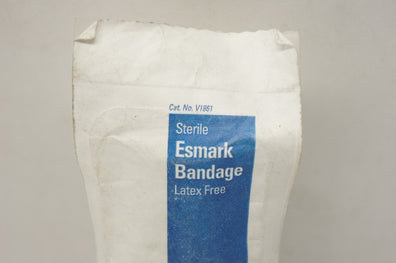 Cat. No. V1861
Sterile
Esmark
Bandage
Latex Free